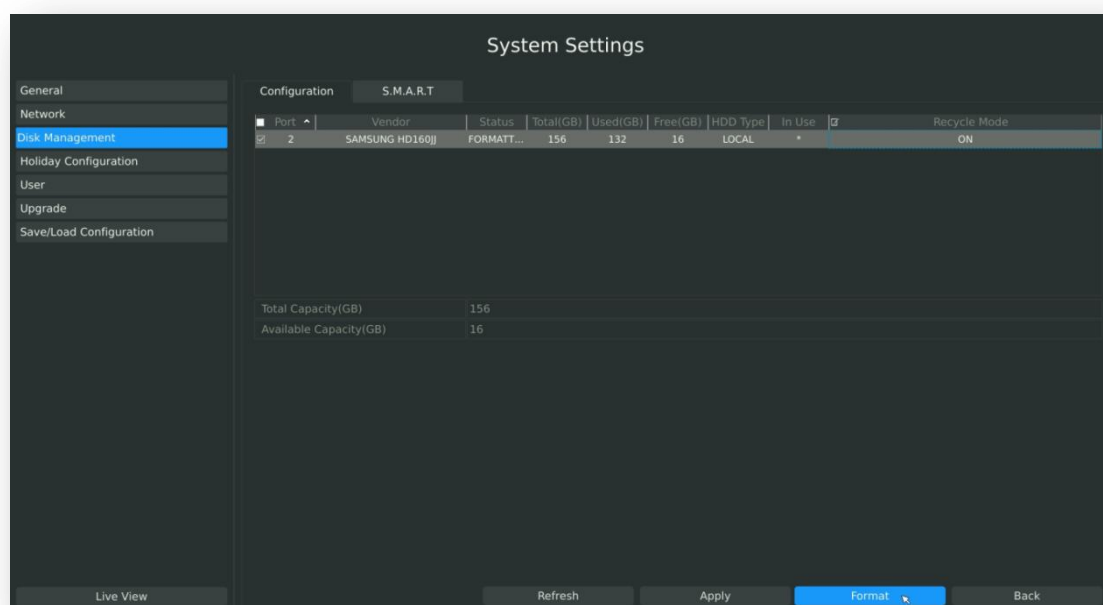 System Settings
General
Network
Disk Management
Holiday Configuration
User
Upgrade
Save/Load Configuration
Configuration S.M.A.R.T
Port Vendor Status Total(GB) Used(GB) Free(GB) HDD Type In Use Recycle Mode
2 SAMSUNG HD160JJ FORMATT... 156 132 16 LOCAL * ON
Total Capacity(GB) 156
Available Capacity(GB) 16
Live View Refresh Apply Format Back